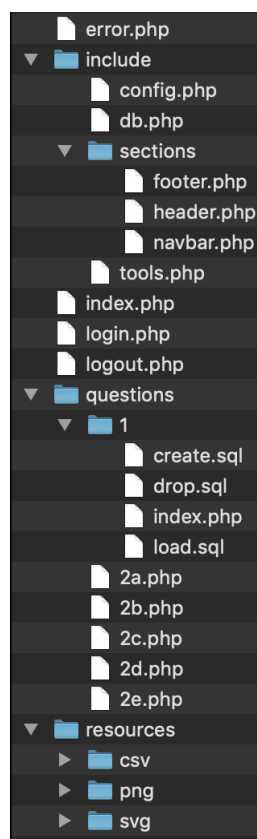 error.php
include
config.php
db.php
sections
footer.php
header.php
navbar.php
tools.php
index.php
login.php
logout.php
questions
1
create.sql
drop.sql
index.php
load.sql
2a.php
2b.php
2c.php
2d.php
2e.php
resources
csv
png
svg